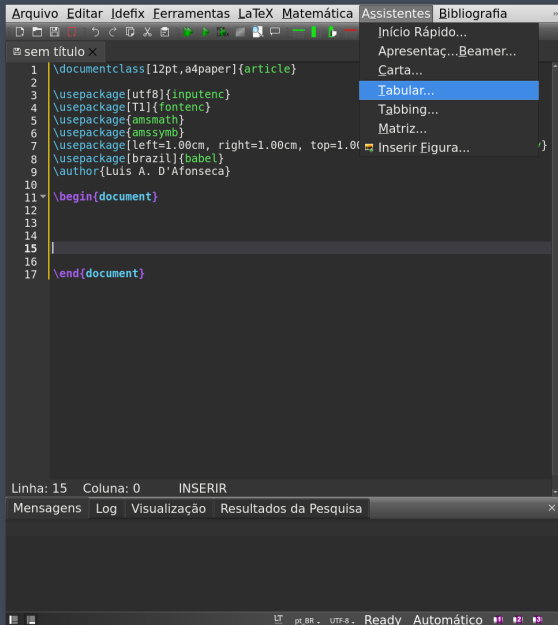 Arquivo Editar Idefix Ferramentas LaTeX Matemática Assistentes Bibliografia »
Início Rápido...
Apresentaç...Beamer...
Carta...
Tabular...
Tabbing...
Matriz...
Inserir Figura...
sem título
1 \documentclass[12pt,a4paper]{article}
2
3 \usepackage[utf8]{inputenc}
4 \usepackage[T1]{fontenc}
5 \usepackage{amsmath}
6 \usepackage{amssymb}
7 \usepackage[left=1.00cm, right=1.00cm, top=1.00
8 \usepackage[brazil]{babel}
9 \author{Luis A. D'Afonseca}
10
11 \begin{document}
12
13
14
15
16
17 \end{document}
Linha: 15 Coluna: 0 INSERIR
Mensagens Log Visualização Resultados da Pesquisa
LT pt_BR UTF-8 Ready Automático